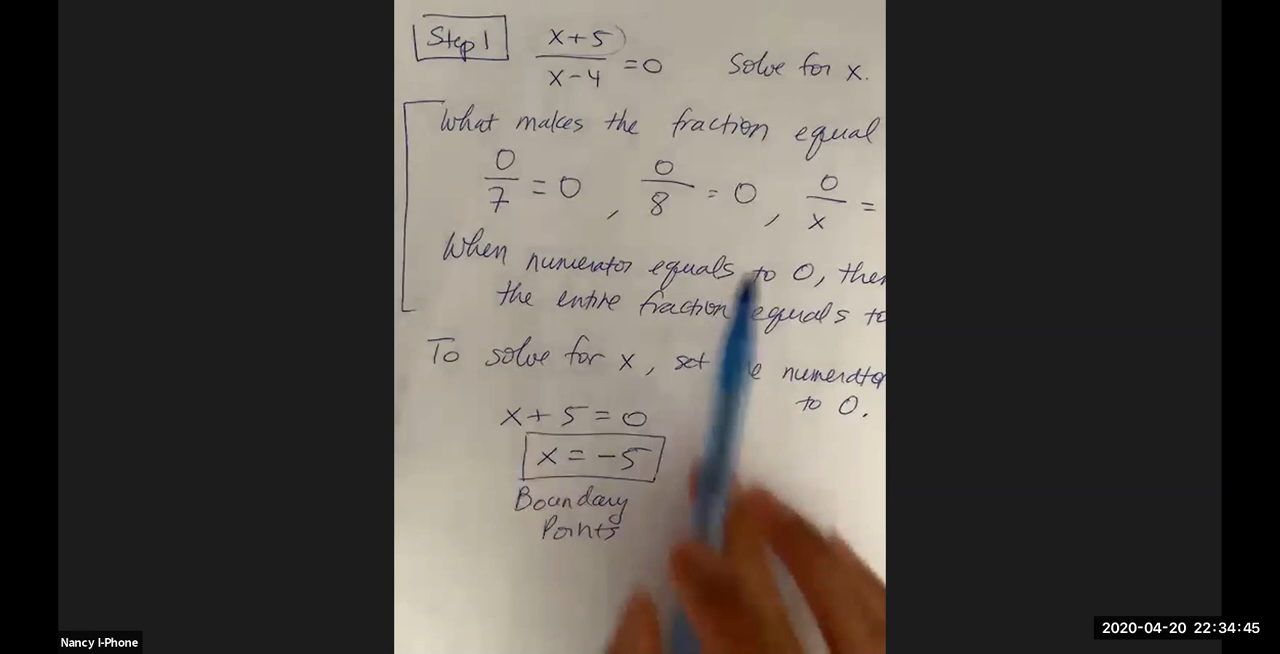 Step 1
x+5
x-4
=0
Solve for x.
What makes the fraction equal
0/7 = 0 , 0/8 = 0 , 0/x =
When numerator equals to 0, then
the entire fraction equals to
To solve for x, set numerator
to 0.
x + 5 = 0
x = -5
Boundary
Points
Nancy I-Phone
2020-04-20 22:34:45